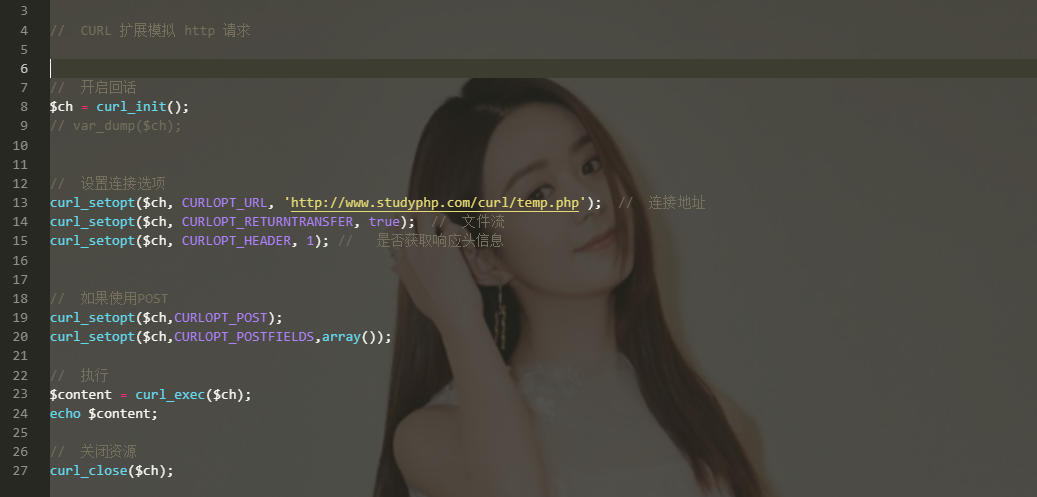 3
4 //  CURL 扩展模拟 http 请求
5
6
7 //  开启回话
8 $ch = curl_init();
9 // var_dump($ch);
10
11
12 //  设置连接选项
13 curl_setopt($ch, CURLOPT_URL, 'http://www.studyphp.com/curl/temp.php');  //  连接地址
14 curl_setopt($ch, CURLOPT_RETURNTRANSFER, true);  //  文件流
15 curl_setopt($ch, CURLOPT_HEADER, 1); //   是否获取响应头信息
16
17
18 //  如果使用POST
19 curl_setopt($ch,CURLOPT_POST);
20 curl_setopt($ch,CURLOPT_POSTFIELDS,array());
21
22 //  执行
23 $content = curl_exec($ch);
24 echo $content;
25
26 //  关闭资源
27 curl_close($ch);